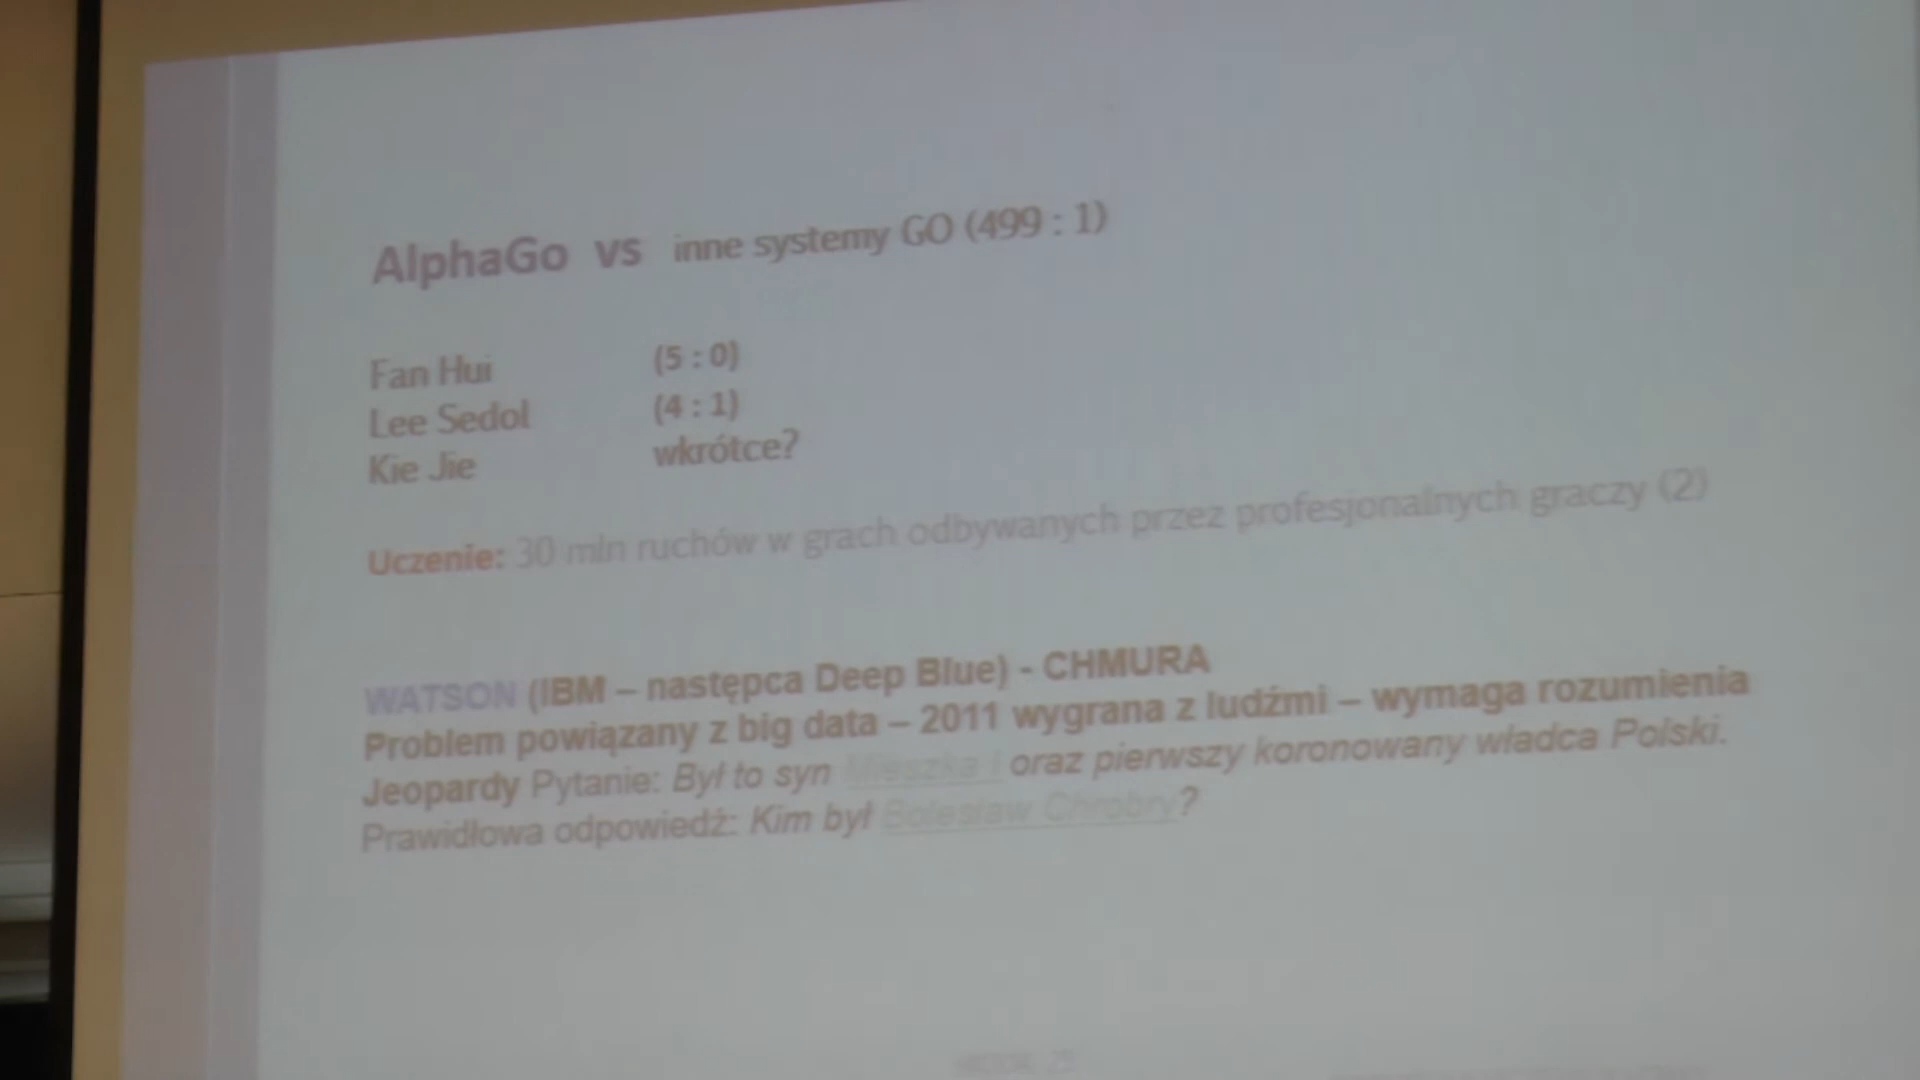 AlphaGo vs inne systemy GO (499 : 1)
Fan Hui (5 : 0)
Lee Sedol (4 : 1)
Kie Jie wkrótce?
Uczenie: 30 mln ruchów w grach odbywanych przez profesjonalnych graczy (2)
WATSON (IBM – następca Deep Blue) - CHMURA
Problem powiązany z big data – 2011 wygrana z ludźmi – wymaga rozumienia
Jeopardy Pytanie: Był to syn Mieszka I oraz pierwszy koronowany władca Polski.
Prawidłowa odpowiedź: Kim był Bolesław Chrobry?